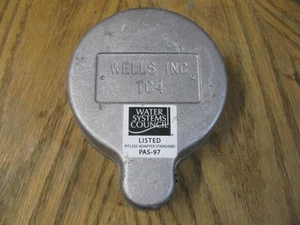 WELLS INC
104
WATER
SYSTEMS
COUNCIL
LISTED
PITLESS ADAPTER STANDARD
PAS-97